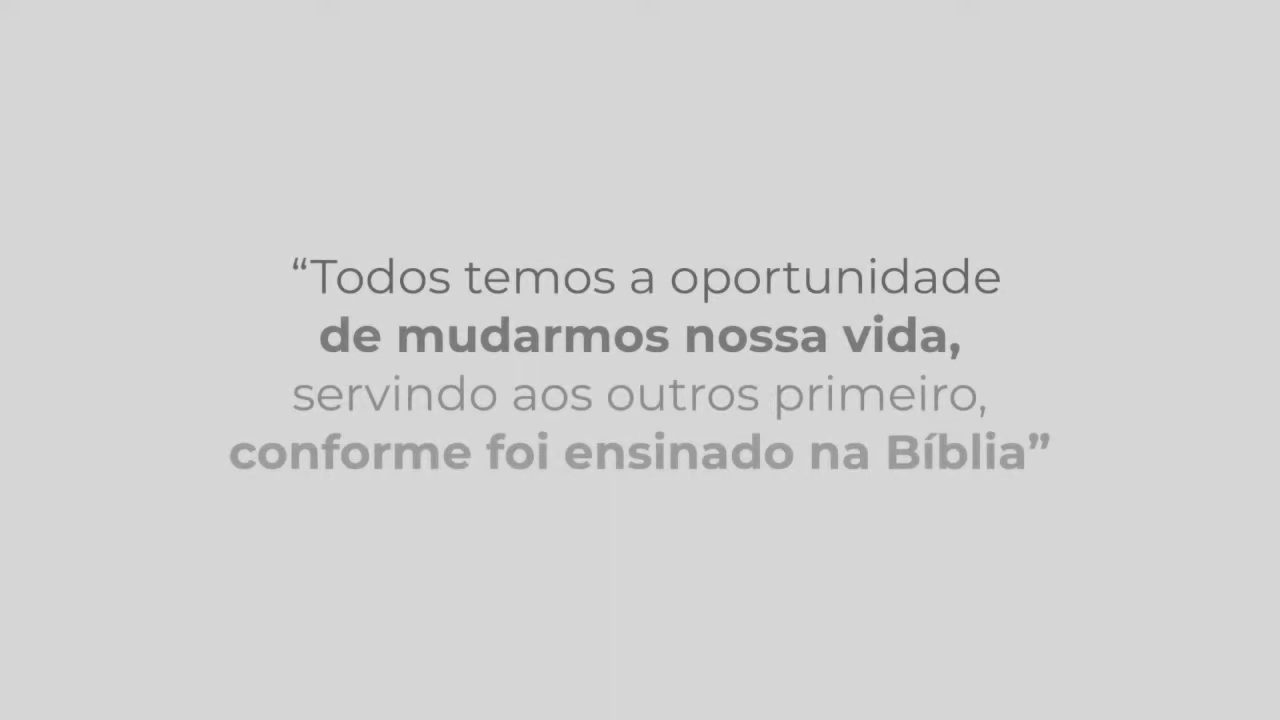 “Todos temos a oportunidade
de mudarmos nossa vida,
servindo aos outros primeiro,
conforme foi ensinado na Bíblia”